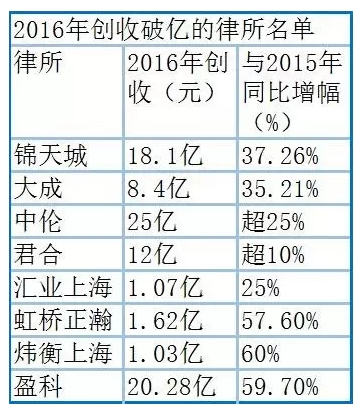 2016年创收破亿的律所名单
律所 2016年创收（元） 与2015年同比增幅（%）
锦天城 18.1亿 37.26%
大成 8.4亿 35.21%
中伦 25亿 超25%
君合 12亿 超10%
汇业上海 1.07亿 25%
虹桥正瀚 1.62亿 57.60%
炜衡上海 1.03亿 60%
盈科 20.28亿 59.70%